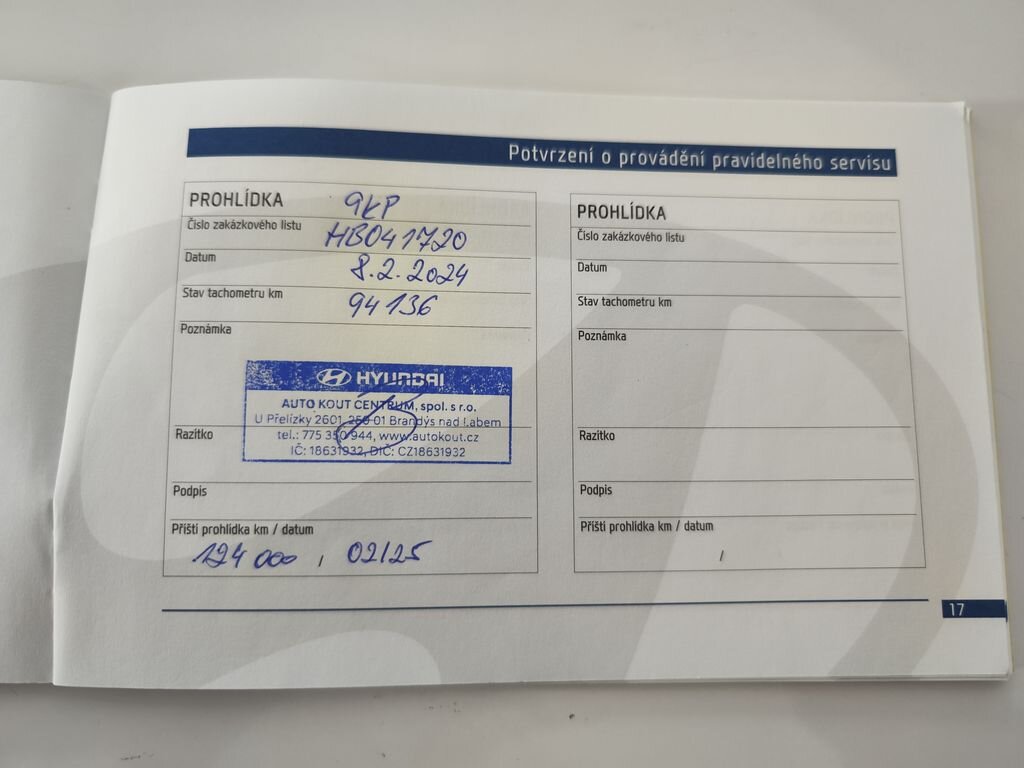 Potvrzení o provádění pravidelného servisu
PROHLÍDKA 9KP
Číslo zakázkového listu HB041720
Datum 8.2.2024
Stav tachometru km 94136
Poznámka
HYUNDAI
AUTO KOUT CENTRUM, spol. s r.o.
U Přelízky 2601, 250 01 Brandýs nad Labem
tel.: 775 350 944, www.autokout.cz
IČ: 18631932, DIČ: CZ18631932
Razítko
Podpis
Příští prohlídka km / datum
124 000 / 02/25
PROHLÍDKA
Číslo zakázkového listu
Datum
Stav tachometru km
Poznámka
Razítko
Podpis
Příští prohlídka km / datum
/
17